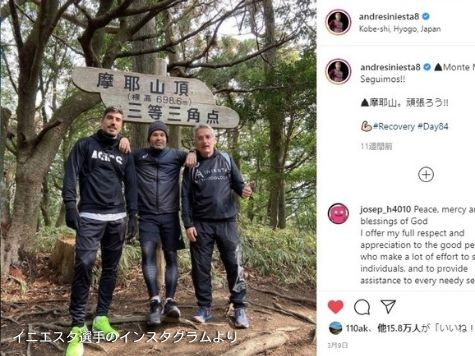 摩耶山頂
(標高 698.6m)
三等三角点
asics
イニエスタ選手のインスタグラムより
andresiniesta8
Kobe-shi, Hyogo, Japan
andresiniesta8 ▲Monte M
Seguimos!!
▲摩耶山。頑張ろう!!
#Recovery #Day84
11週間前
josep_h4010 Peace, mercy an
blessings of God
I offer my full respect and
appreciation to the good pe
who make a lot of effort to s
individuals, and to provide
assistance to every needy se
110ak、他15.8万人が「いいね！
3月9日